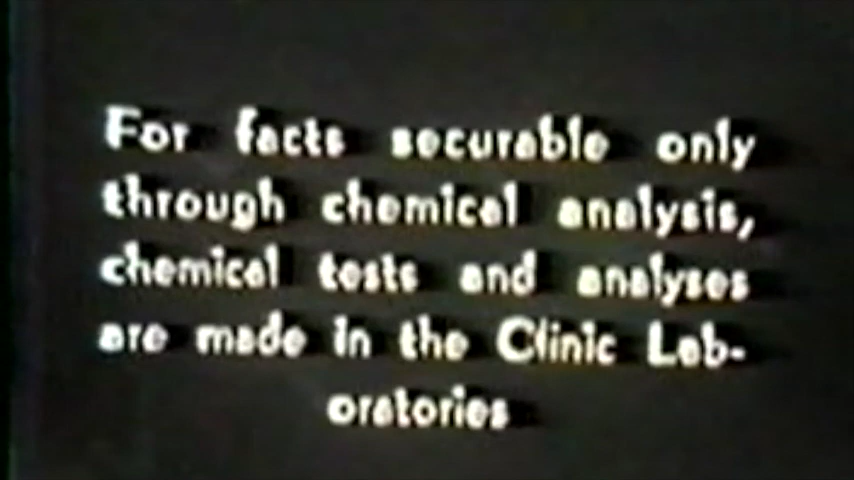 For facts securable only
through chemical analysis,
chemical tests and analyses
are made in the Clinic Lab-
oratories